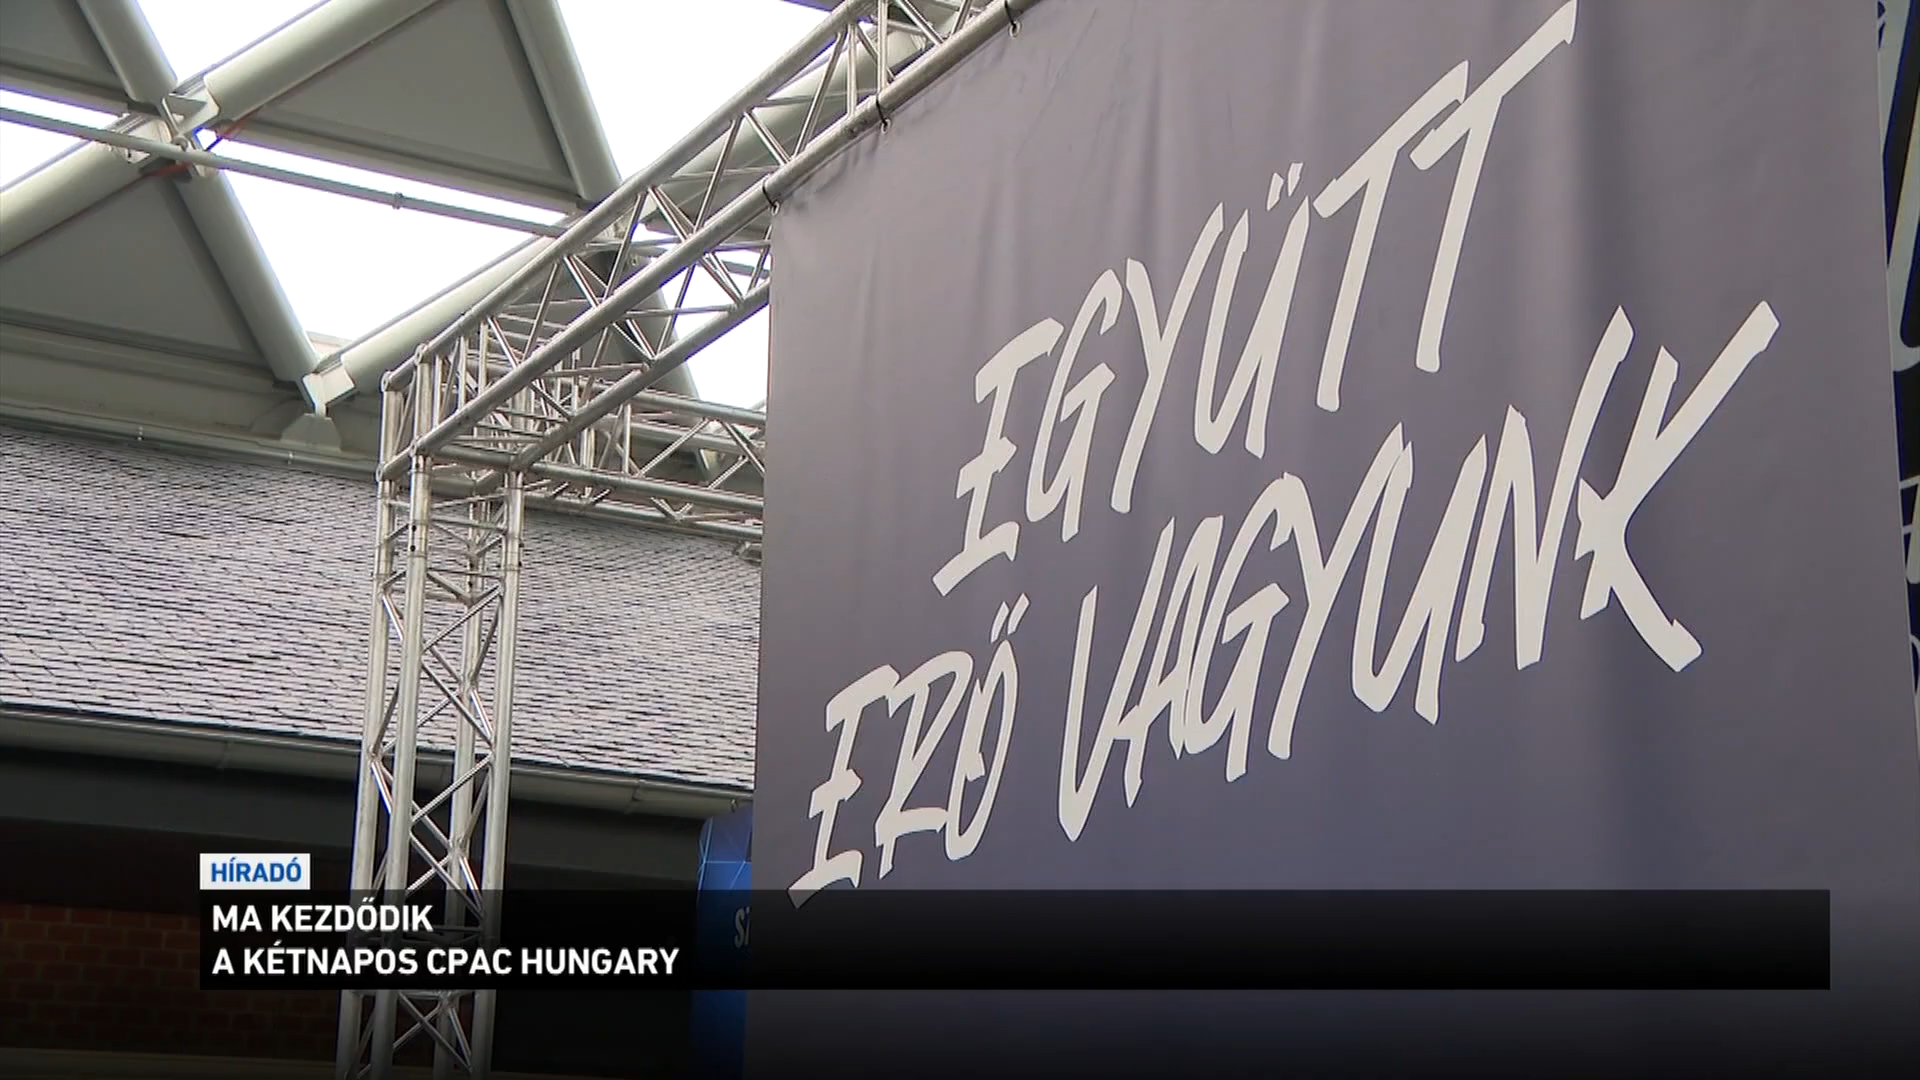 EGYÜTT
ERŐ VAGYUNK
HÍRADÓ
MA KEZDŐDIK
A KÉTNAPOS CPAC HUNGARY